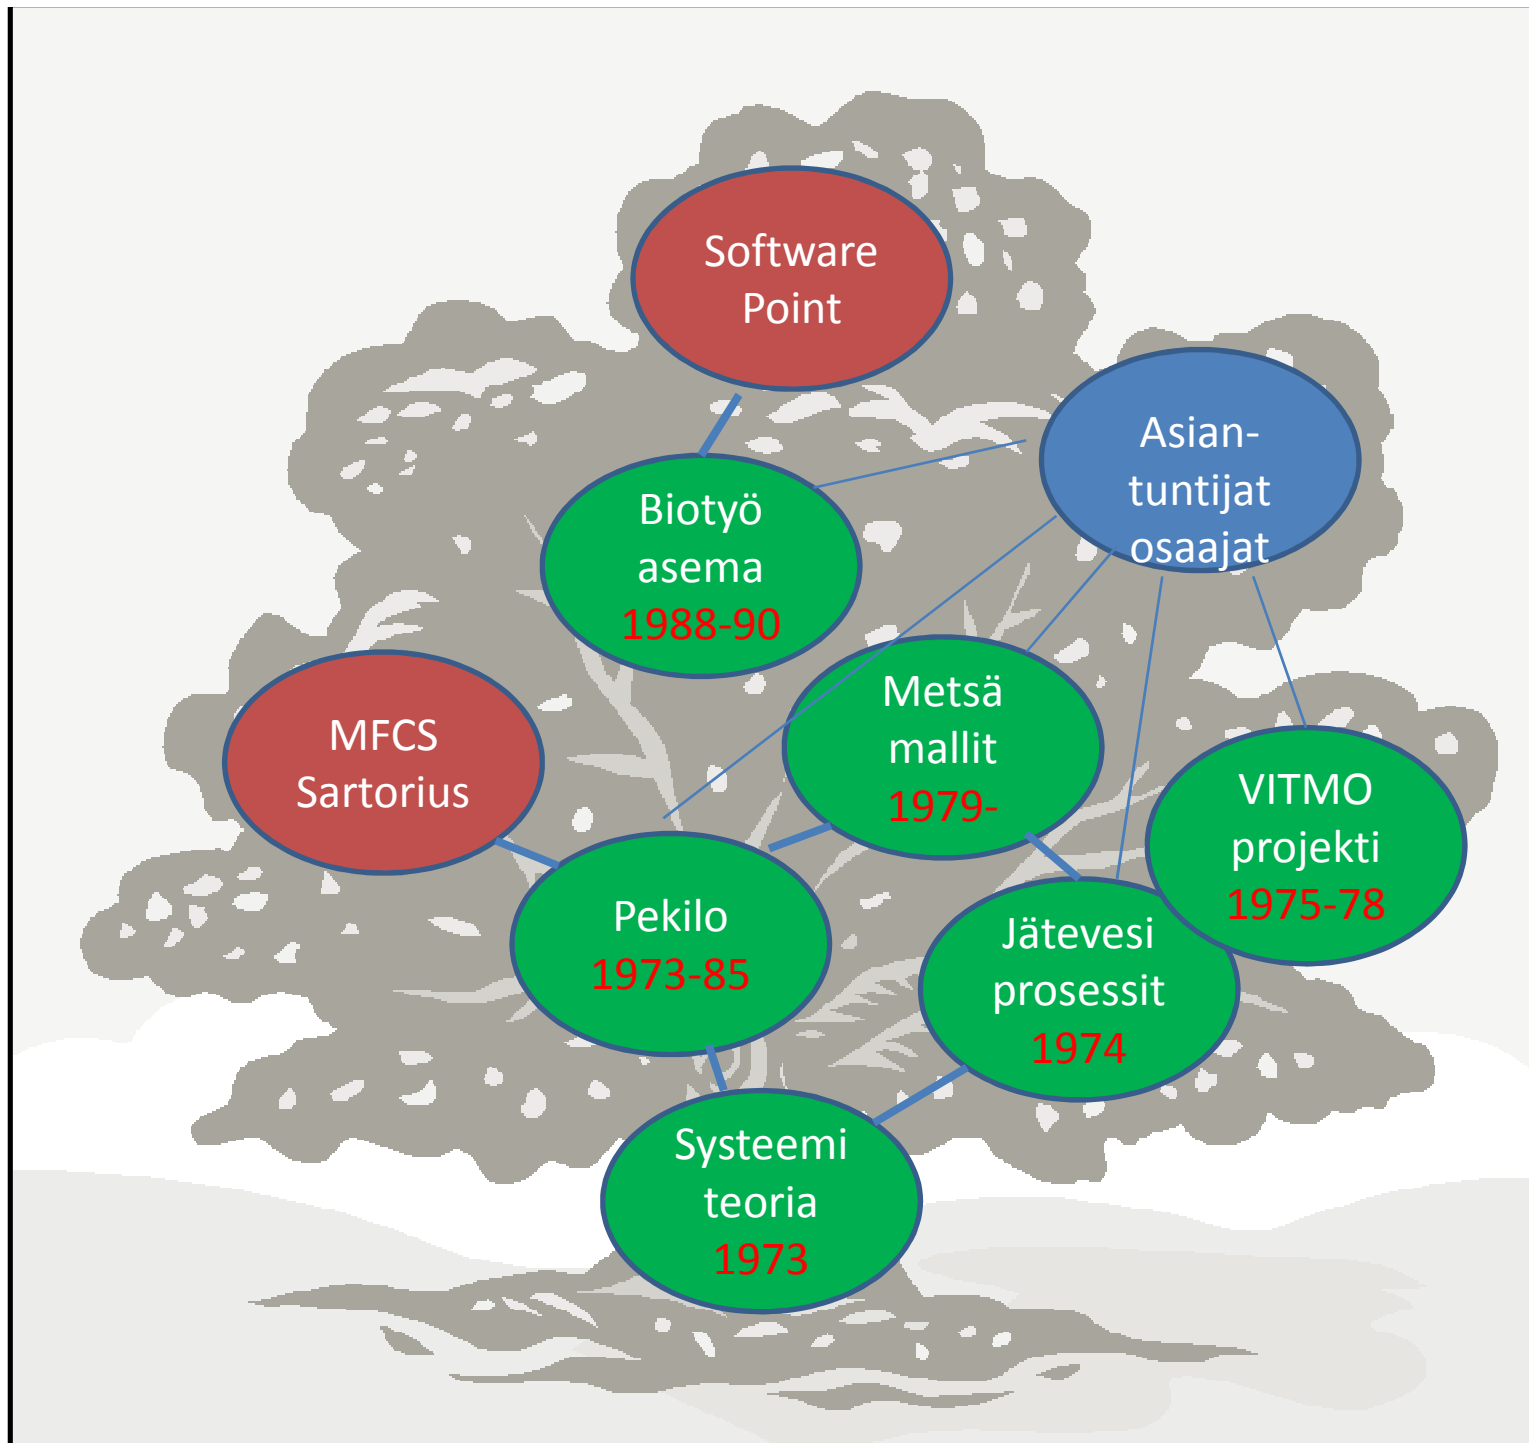 Software
Point
Asian-
tuntijat
osaajat
Biotyö
asema
1988-90
Metsä
mallit
1979-
MFCS
Sartorius
VITMO
projekti
1975-78
Pekilo
1973-85
Jätevesi
prosessit
1974
Systeemi
teoria
1973